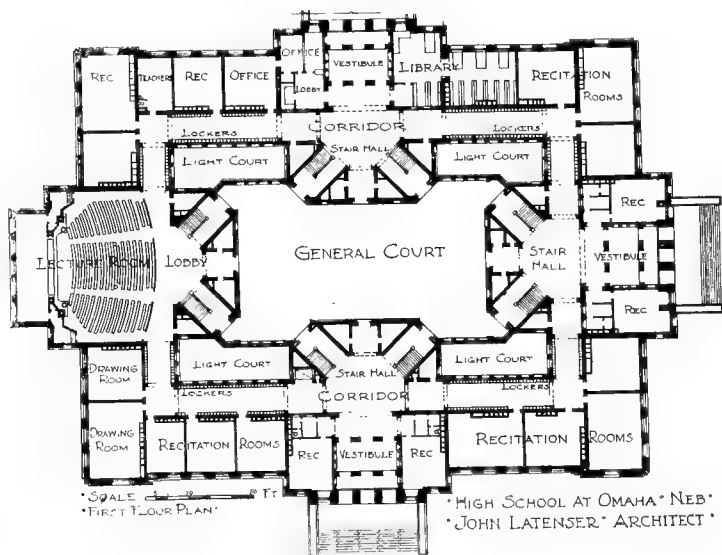 OFFICE
VESTIBULE
LIBRARY
REC
TEACHERS
REC
OFFICE
LOBBY
RECITATION
ROOMS
LOCKERS
CORRIDOR
LOCKERS
STAIR HALL
LIGHT COURT
LIGHT COURT
REC
LECTURE ROOM
LOBBY
GENERAL COURT
STAIR
HALL
VESTIBULE
REC
LIGHT COURT
STAIR HALL
LIGHT COURT
DRAWING
ROOM
LOCKERS
CORRIDOR
LOCKERS
DRAWING
ROOM
RECITATION
ROOMS
REC
VESTIBULE
REC
RECITATION
ROOMS
·SCALE FT
·FIRST FLOOR PLAN·
·HIGH SCHOOL AT OMAHA· NEB·
·JOHN LATENSER· ARCHITECT·